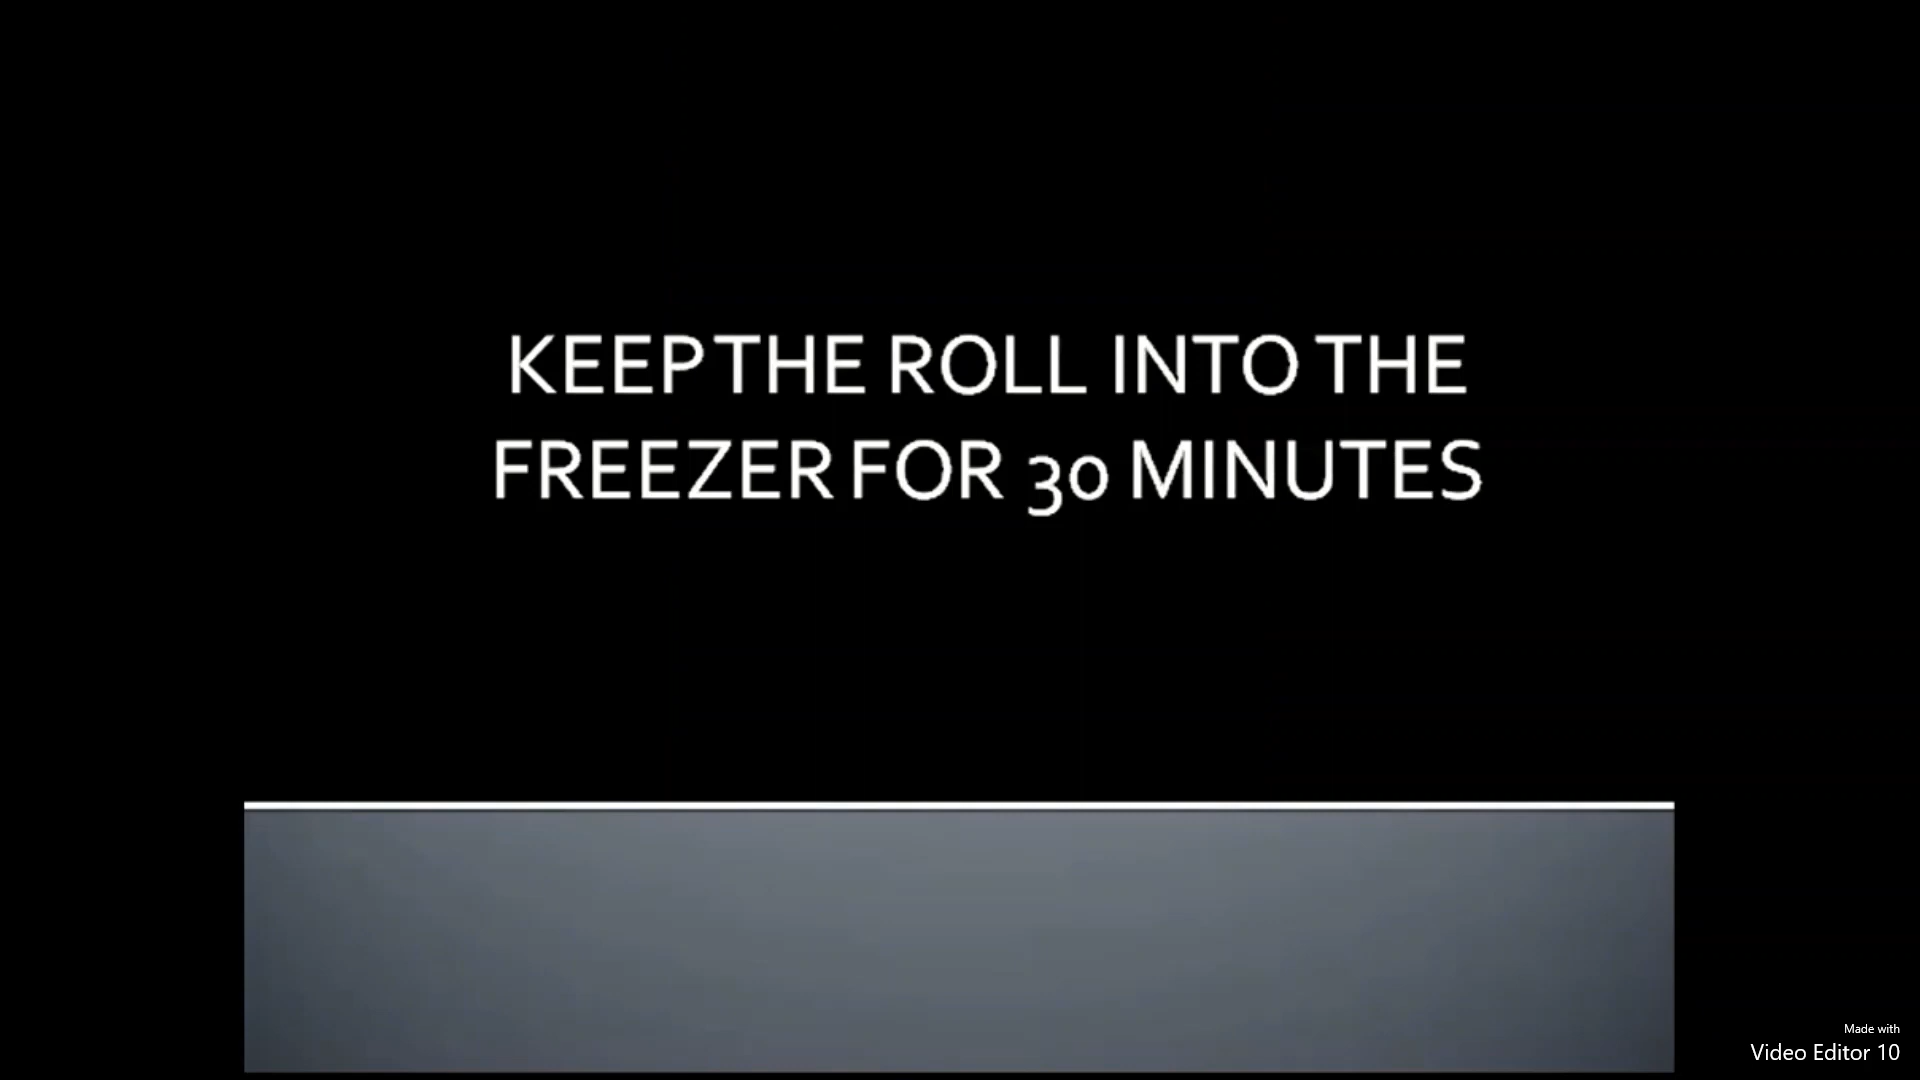 KEEP THE ROLL INTO THE
FREEZER FOR 30 MINUTES
Made with
Video Editor 10